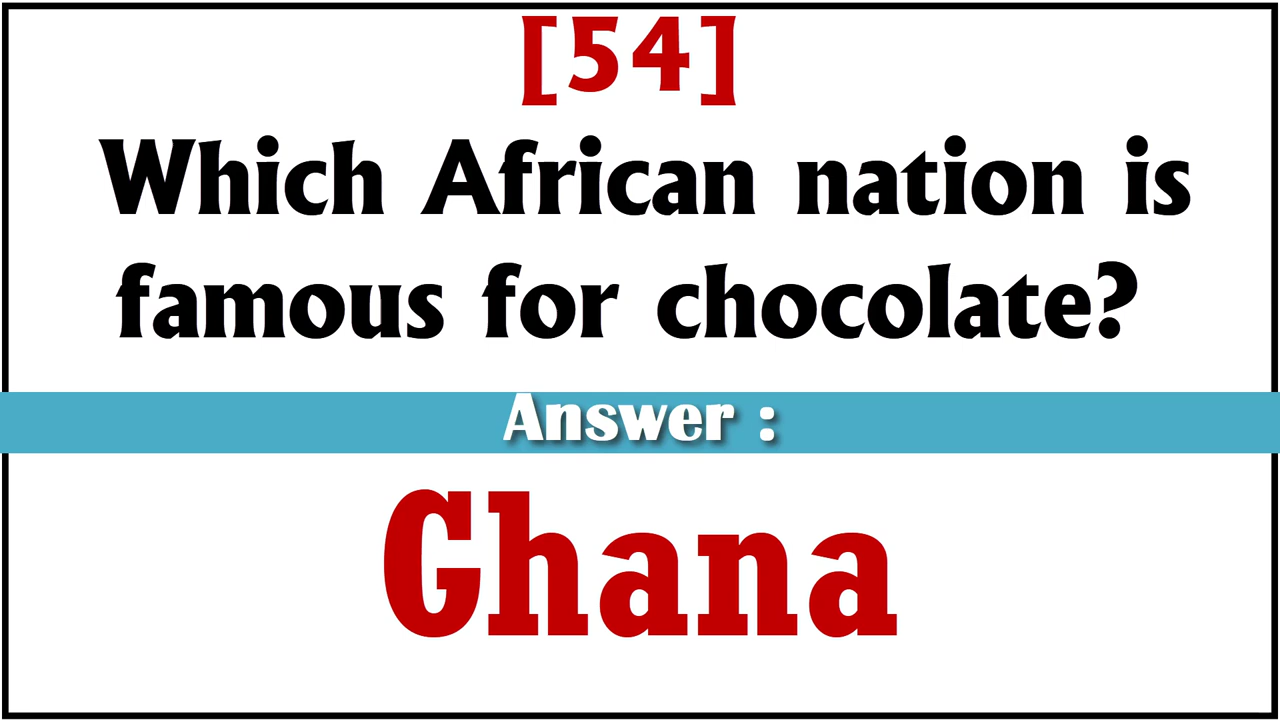 [54]
Which African nation is
famous for chocolate?
Answer :
Ghana